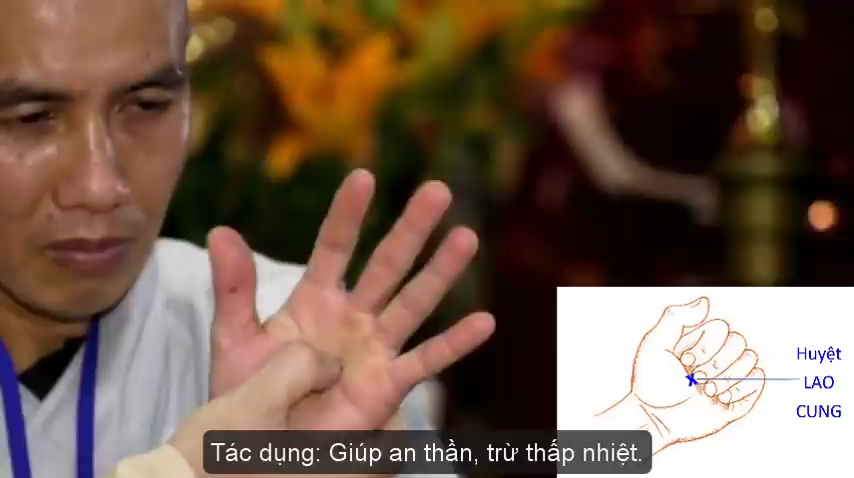 Huyệt
LAO
CUNG
Tác dụng: Giúp an thần, trừ thấp nhiệt.